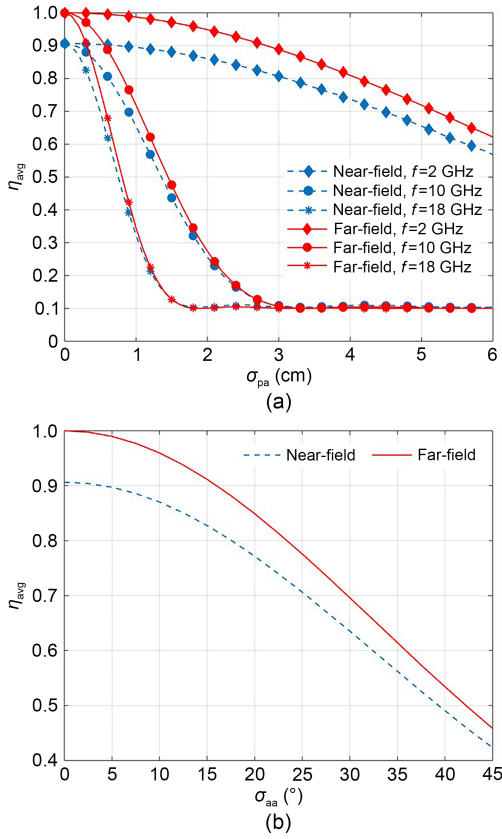 1.0
0.9
0.8
0.7
0.6
0.5
0.4
0.3
0.2
0.1
0
η_avg
Near-field, f=2 GHz
Near-field, f=10 GHz
Near-field, f=18 GHz
Far-field, f=2 GHz
Far-field, f=10 GHz
Far-field, f=18 GHz
0 1 2 3 4 5 6
σ_pa (cm)
(a)
1.0
0.9
0.8
0.7
0.6
0.5
0.4
η_avg
Near-field Far-field
0 5 10 15 20 25 30 35 40 45
σ_aa (°)
(b)